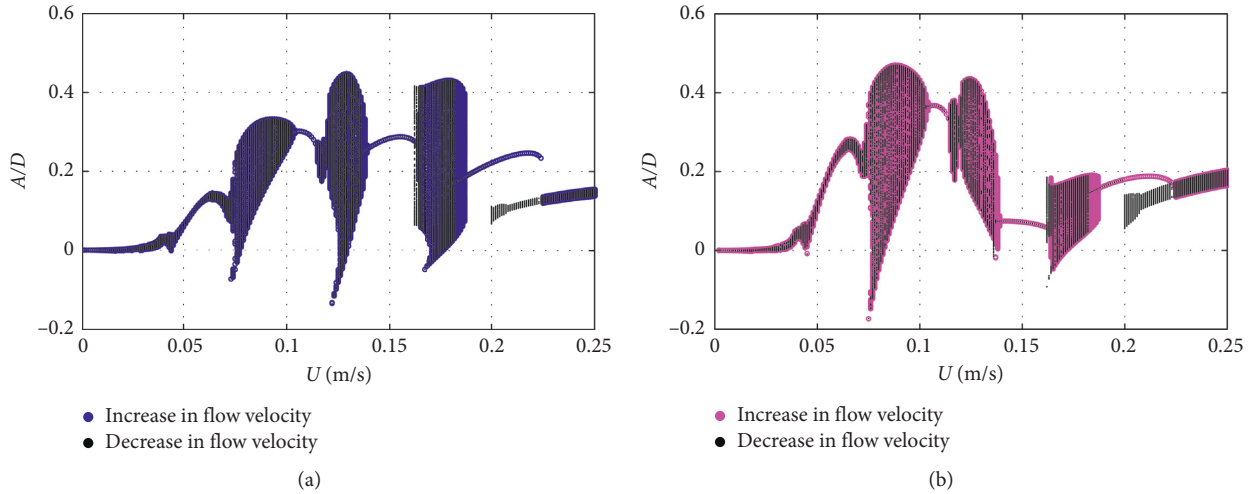 0.6
0.4
0.2
0
−0.2
A/D
0 0.05 0.1 0.15 0.2 0.25
U (m/s)
Increase in flow velocity
Decrease in flow velocity
(a)
0.6
0.4
0.2
0
−0.2
A/D
0 0.05 0.1 0.15 0.2 0.25
U (m/s)
Increase in flow velocity
Decrease in flow velocity
(b)